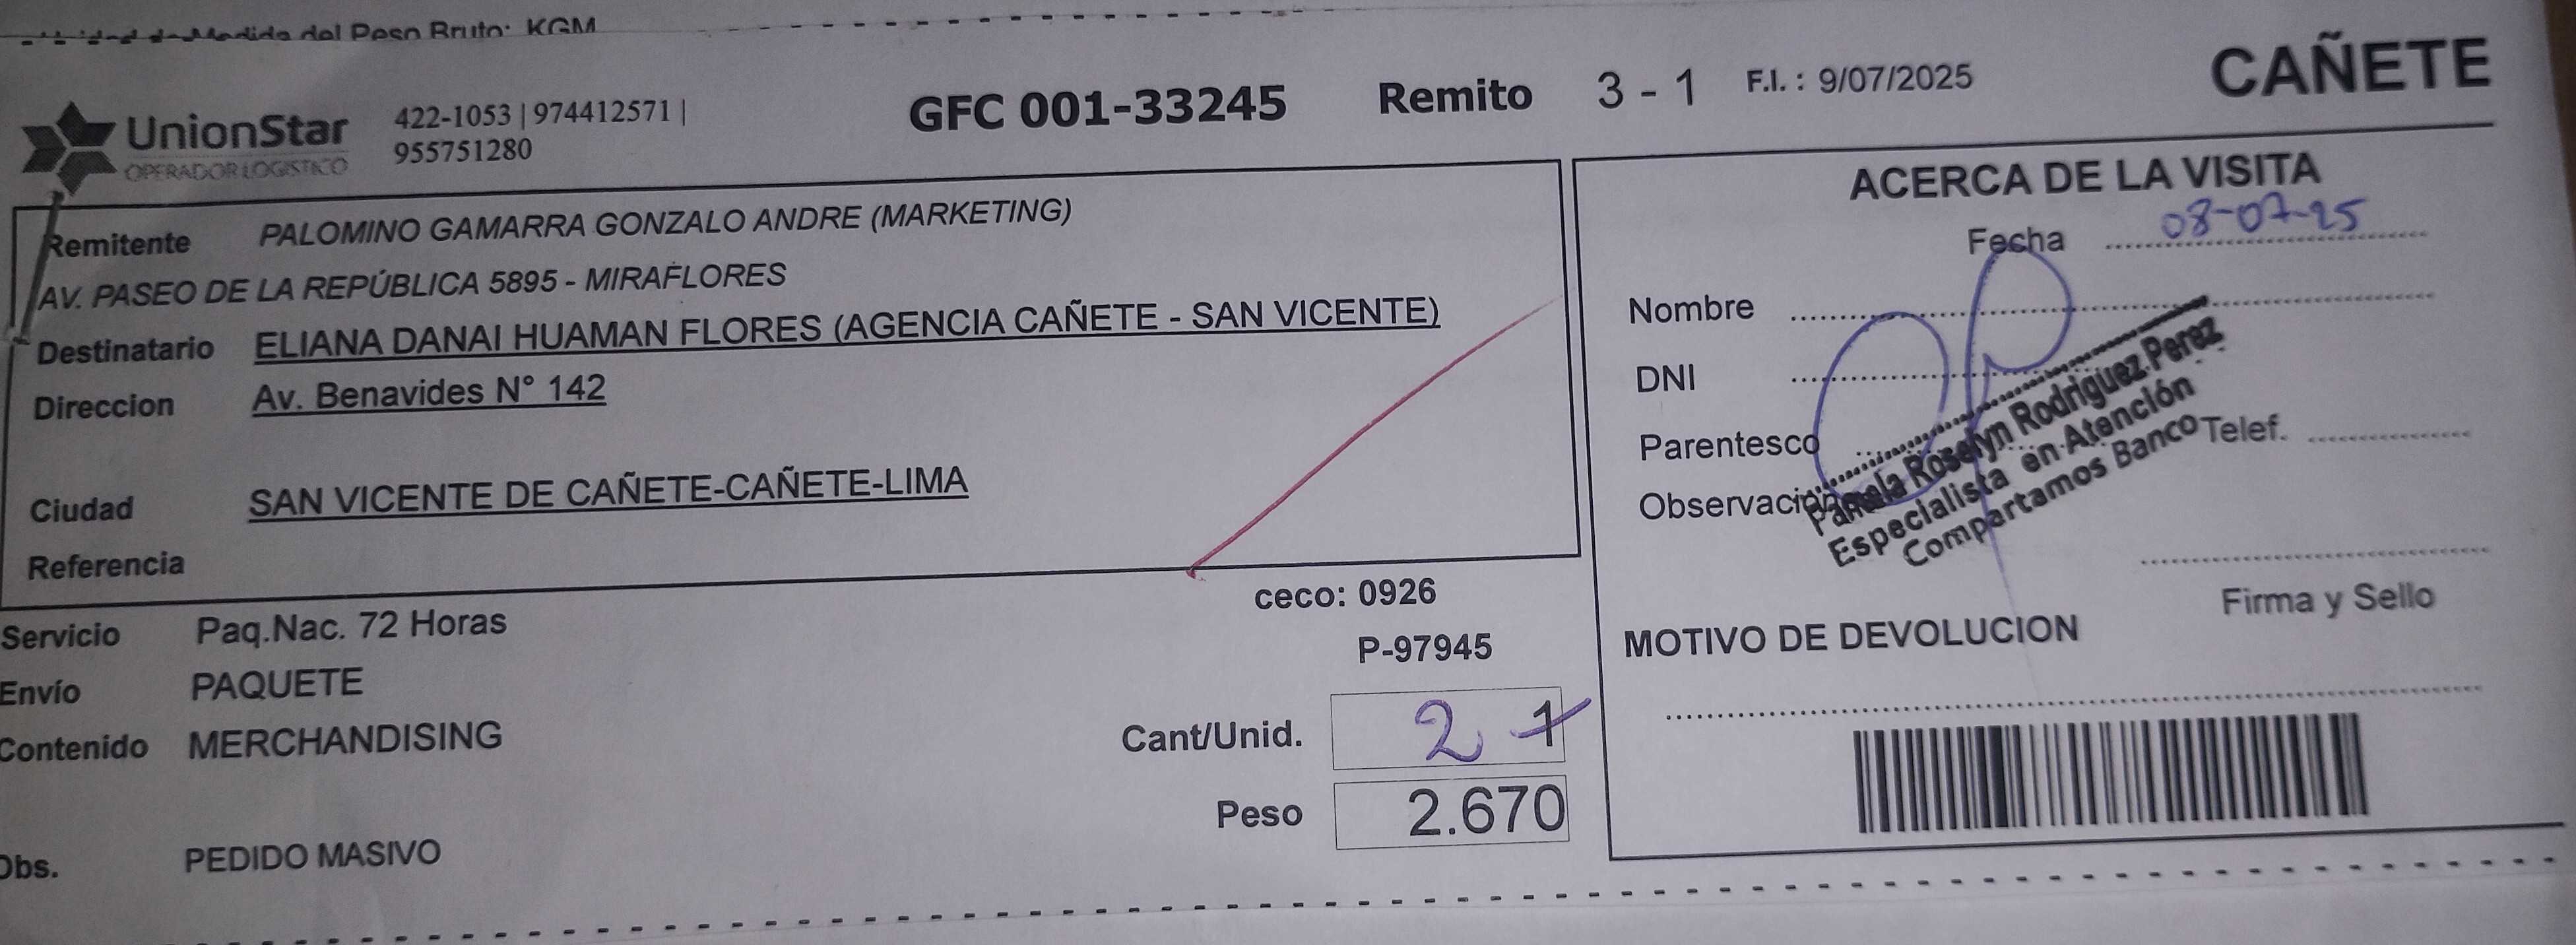 Unidad de Medida del Peso Bruto: KGM
UnionStar
OPERADOR LOGISTICO
422-1053 | 974412571 |
955751280
GFC 001-33245
Remito 3 - 1
F.I. : 9/07/2025
CAÑETE
Remitente PALOMINO GAMARRA GONZALO ANDRE (MARKETING)
AV. PASEO DE LA REPÚBLICA 5895 - MIRAFLORES
Destinatario ELIANA DANAI HUAMAN FLORES (AGENCIA CAÑETE - SAN VICENTE)
Direccion Av. Benavides N° 142
Ciudad SAN VICENTE DE CAÑETE-CAÑETE-LIMA
Referencia
Servicio Paq.Nac. 72 Horas
Envío PAQUETE
Contenido MERCHANDISING
Obs. PEDIDO MASIVO
ceco: 0926
P-97945
Cant/Unid. 2 1
Peso 2.670
ACERCA DE LA VISITA
Fecha 08-07-25
Nombre
DNI
Parentesco
Telef.
Observacion
Pamela Roselyn Rodriguez Perez
Especialista en Atención
Compartamos Banco
Firma y Sello
MOTIVO DE DEVOLUCION